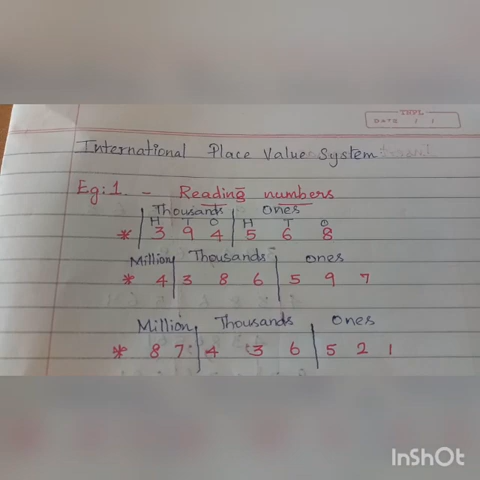 IMPL
DATE / /
International Place Value System
Eg:1. - Reading numbers
Thousands Ones
H T O H T O
* 3 9 4 5 6 8
Million Thousands Ones
* 4 3 8 6 5 9 7
Million Thousands Ones
* 8 7 4 3 6 5 2 1
InShOt